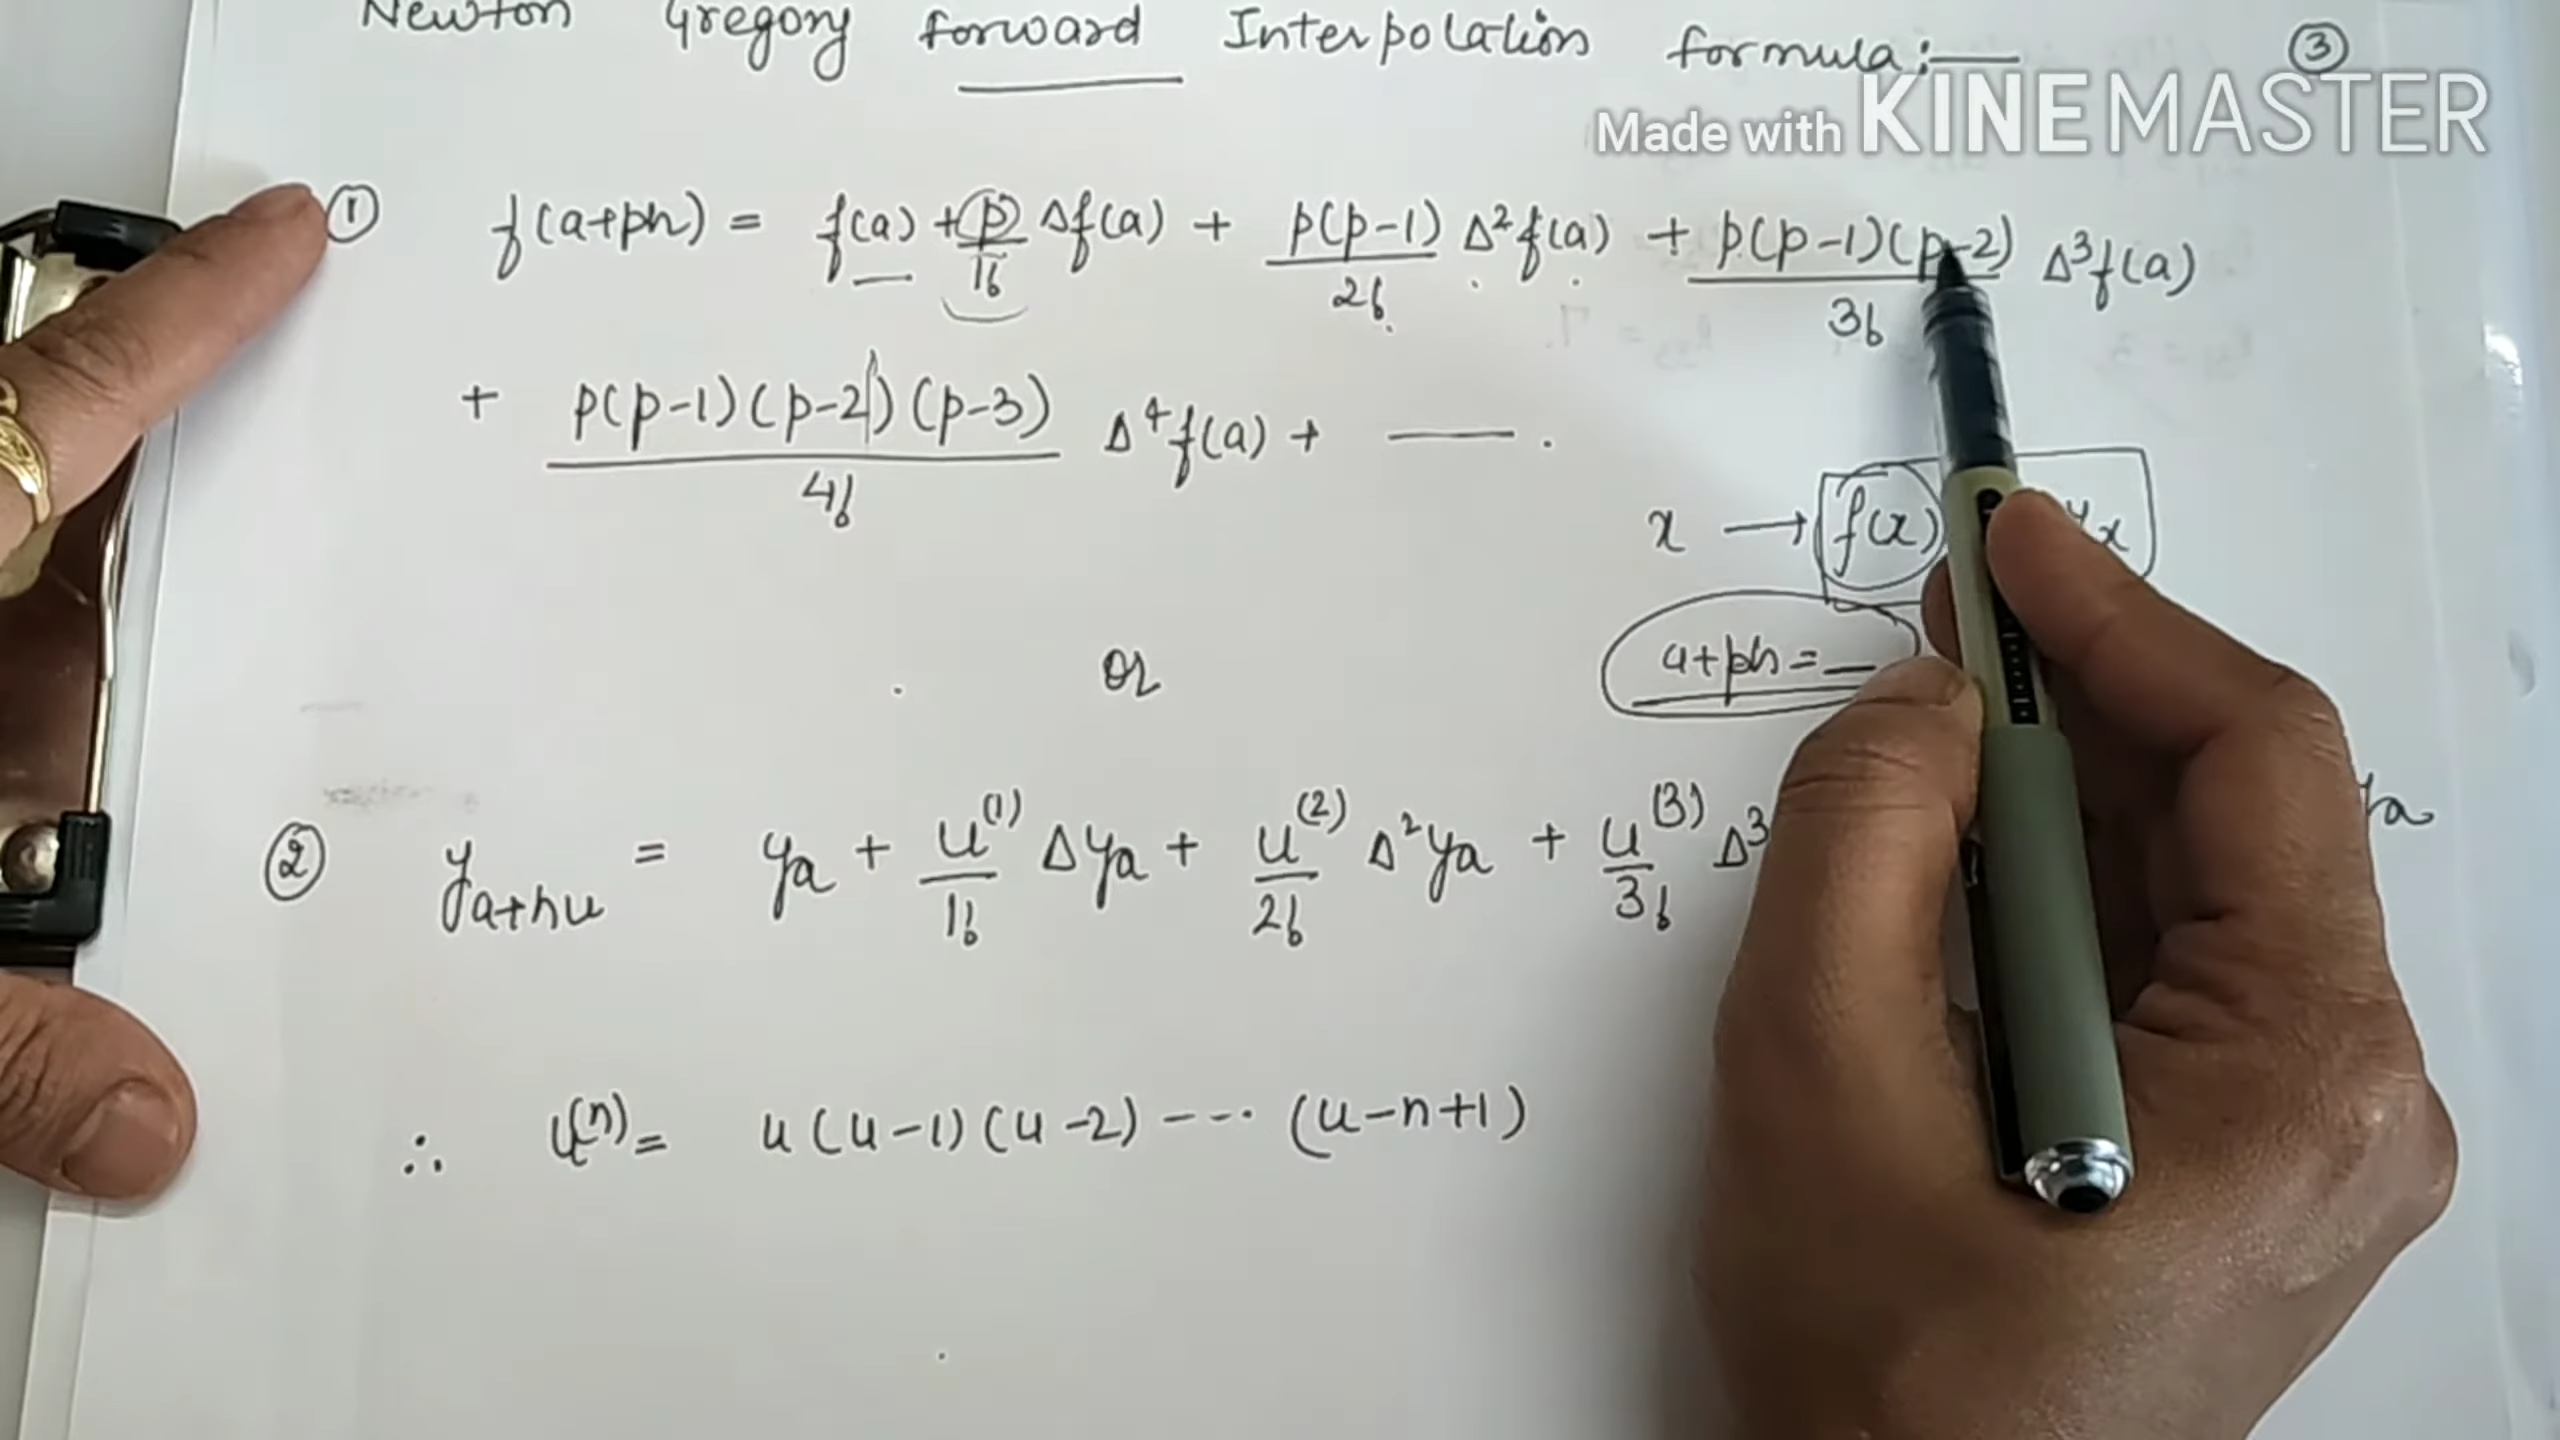 Newton Gregory forward Interpolation formula:— ③
Made with KINEMASTER
① f(a+ph) = f(a) + p/1! Δf(a) + p(p-1)/2! Δ²f(a) + p(p-1)(p-2)/3! Δ³f(a)
+ p(p-1)(p-2)(p-3)/4! Δ⁴f(a) + —— .
x → f(x) yx
or
a+ph = —
② y a+hu = ya + u⁽¹⁾/1! Δya + u⁽²⁾/2! Δ²ya + u⁽³⁾/3! Δ³
∴ u⁽ⁿ⁾ = u(u-1)(u-2) ---- (u-n+1)